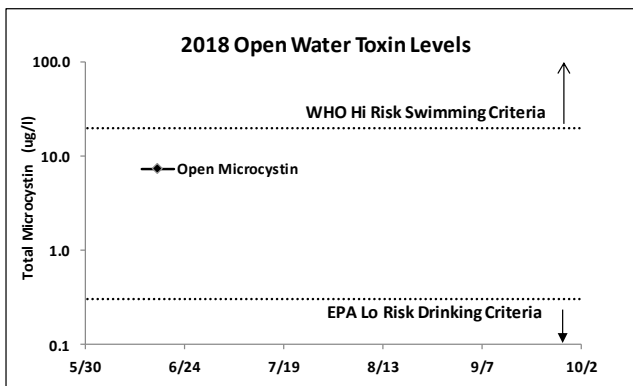 2018 Open Water Toxin Levels
100.0
WHO Hi Risk Swimming Criteria
10.0
Open Microcystin
Total Microcystin (ug/l)
1.0
EPA Lo Risk Drinking Criteria
0.1
5/30 6/24 7/19 8/13 9/7 10/2